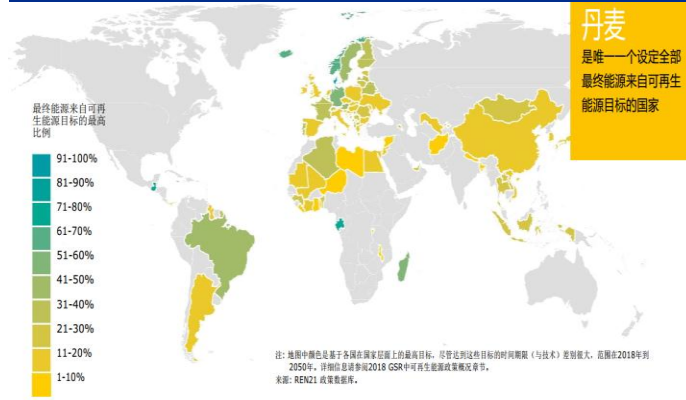 丹麦
是唯一一个设定全部
最终能源来自可再生
能源目标的国家
最终能源来自可再
生能源目标的最高
比例
91-100%
81-90%
71-80%
61-70%
51-60%
41-50%
31-40%
21-30%
11-20%
1-10%
注: 地图中颜色是基于各国在国家层面上的最高目标，尽管达到这些目标的时间期限（与技术）差别很大，范围在2018年到
2050年。详细信息请参阅2018 GSR中可再生能源政策概况章节。
来源: REN21 政策数据库。